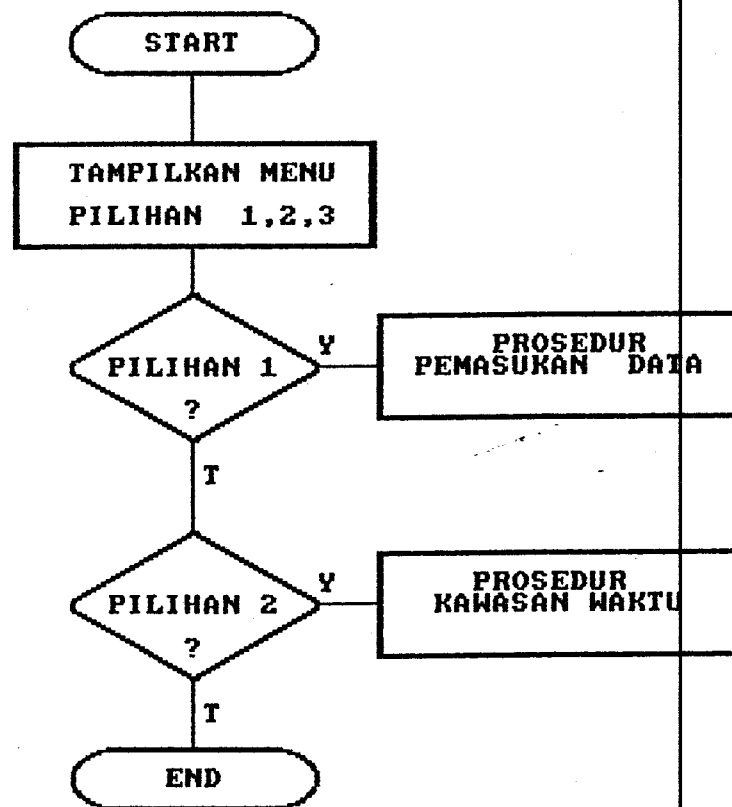 START
TAMPILKAN MENU
PILIHAN 1,2,3
PILIHAN 1
?
Y
PROSEDUR
PEMASUKAN DATA
T
PILIHAN 2
?
Y
PROSEDUR
KAWASAN WAKTU
T
END